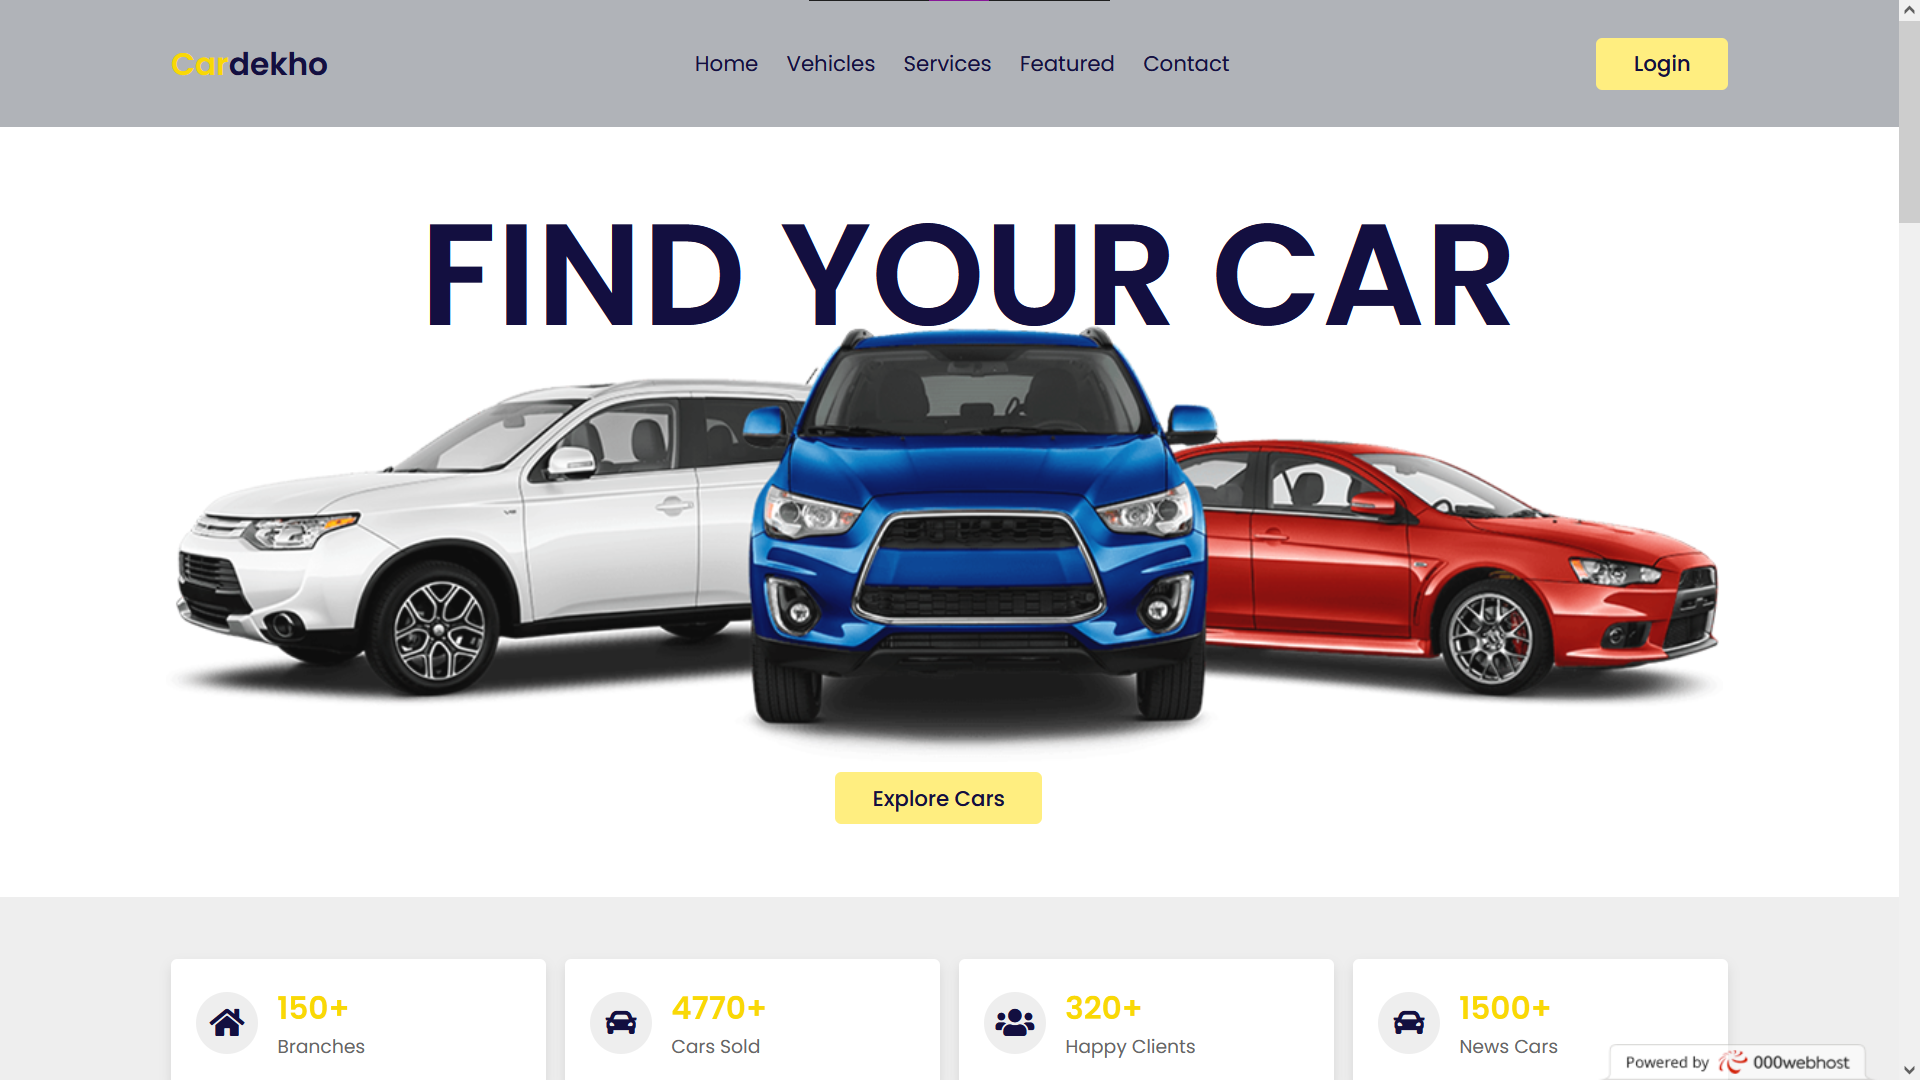 Cardekho
Home Vehicles Services Featured Contact
Login
FIND YOUR CAR
Explore Cars
150+
Branches
4770+
Cars Sold
320+
Happy Clients
1500+
News Cars
Powered by 000webhost